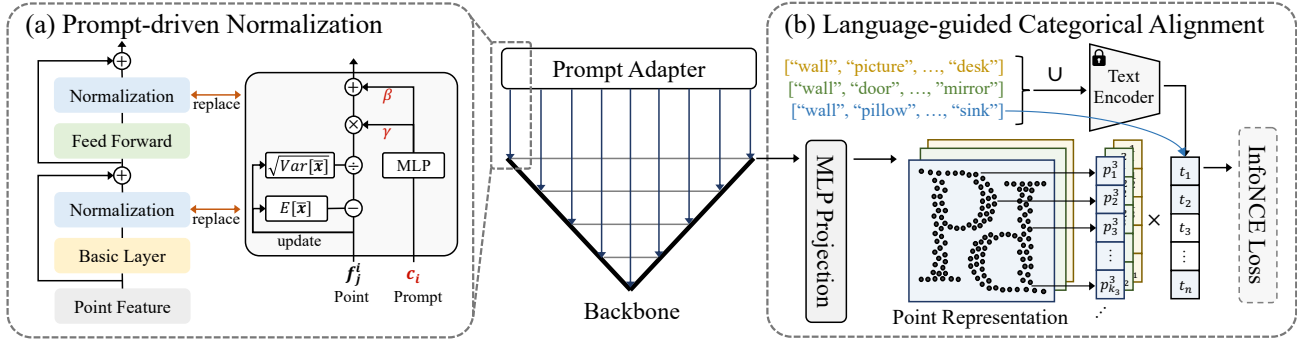 (a) Prompt-driven Normalization
Normalization
replace
Feed Forward
Normalization
replace
Basic Layer
Point Feature
β
γ
MLP
√Var[x̄]
E[x̄]
update
f_j^i
c_i
Point
Prompt
Prompt Adapter
Backbone
(b) Language-guided Categorical Alignment
["wall", "picture", …, "desk"]
["wall", "door", …, "mirror"]
["wall", "pillow", …, "sink"]
∪
Text
Encoder
MLP Projection
Point Representation
p_1^3
p_2^3
p_3^3
⋮
p_{k_3}^3
⋱
×
t_1
t_2
t_3
⋮
t_n
InfoNCE Loss